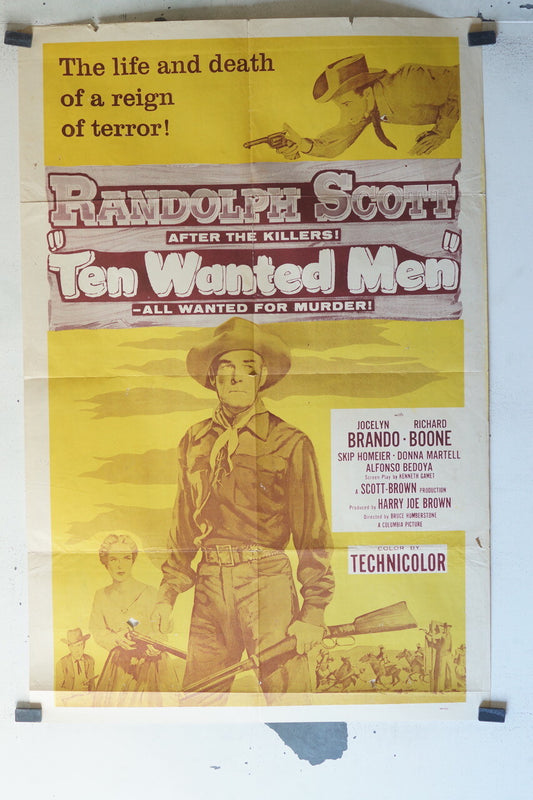 The life and death
of a reign
of terror!
RANDOLPH SCOTT
AFTER THE KILLERS!
"Ten Wanted Men"
-ALL WANTED FOR MURDER!
with
JOCELYN RICHARD
BRANDO · BOONE
SKIP HOMEIER · DONNA MARTELL
ALFONSO BEDOYA
Screen Play by KENNETH GAMET
A SCOTT-BROWN PRODUCTION
Produced by HARRY JOE BROWN
Directed by BRUCE HUMBERSTONE
A COLUMBIA PICTURE
COLOR BY
TECHNICOLOR